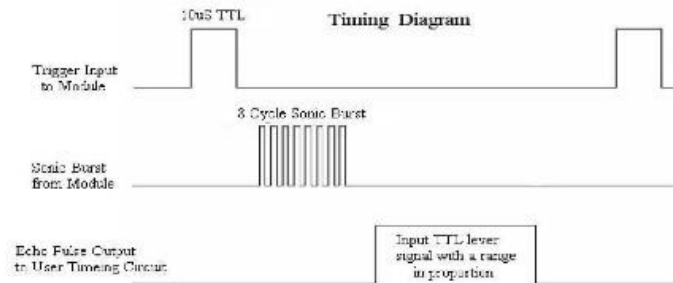 10uS TTL
Timing Diagram
Trigger Input
to Module
8 Cycle Sonic Burst
Sonic Burst
from Module
Echo Pulse Output
to User Timeing Circuit
Input TTL lever
signal with a range
in proportion